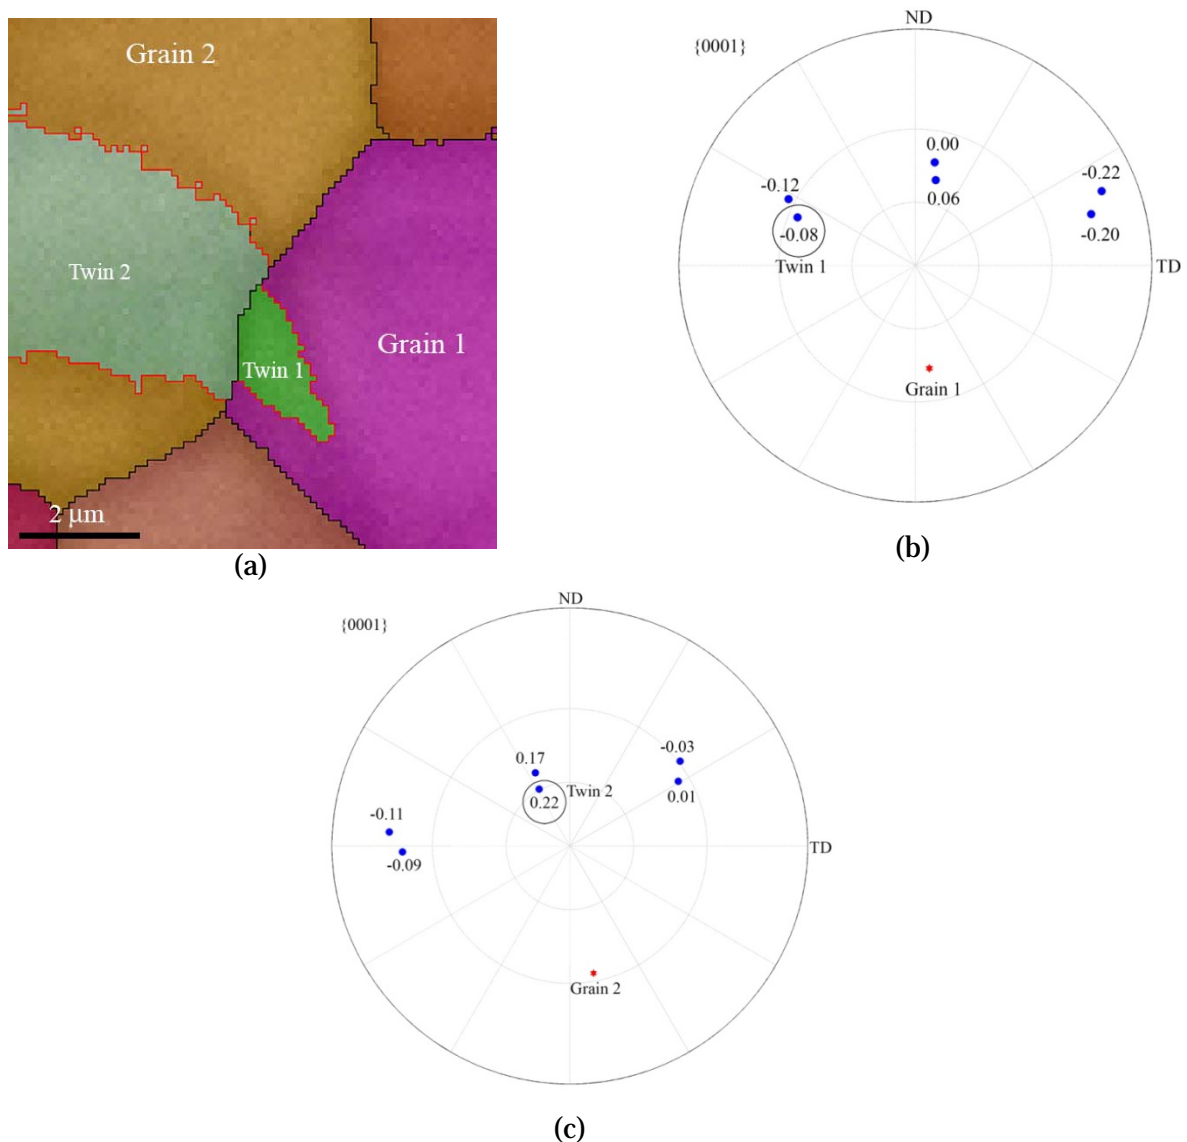 Grain 2
Twin 2
Grain 1
Twin 1
2 μm
(a)
ND
{0001}
0.00
-0.12
-0.22
0.06
-0.08
-0.20
Twin 1
TD
Grain 1
(b)
ND
{0001}
0.17
-0.03
Twin 2
0.22
0.01
-0.11
TD
-0.09
Grain 2
(c)